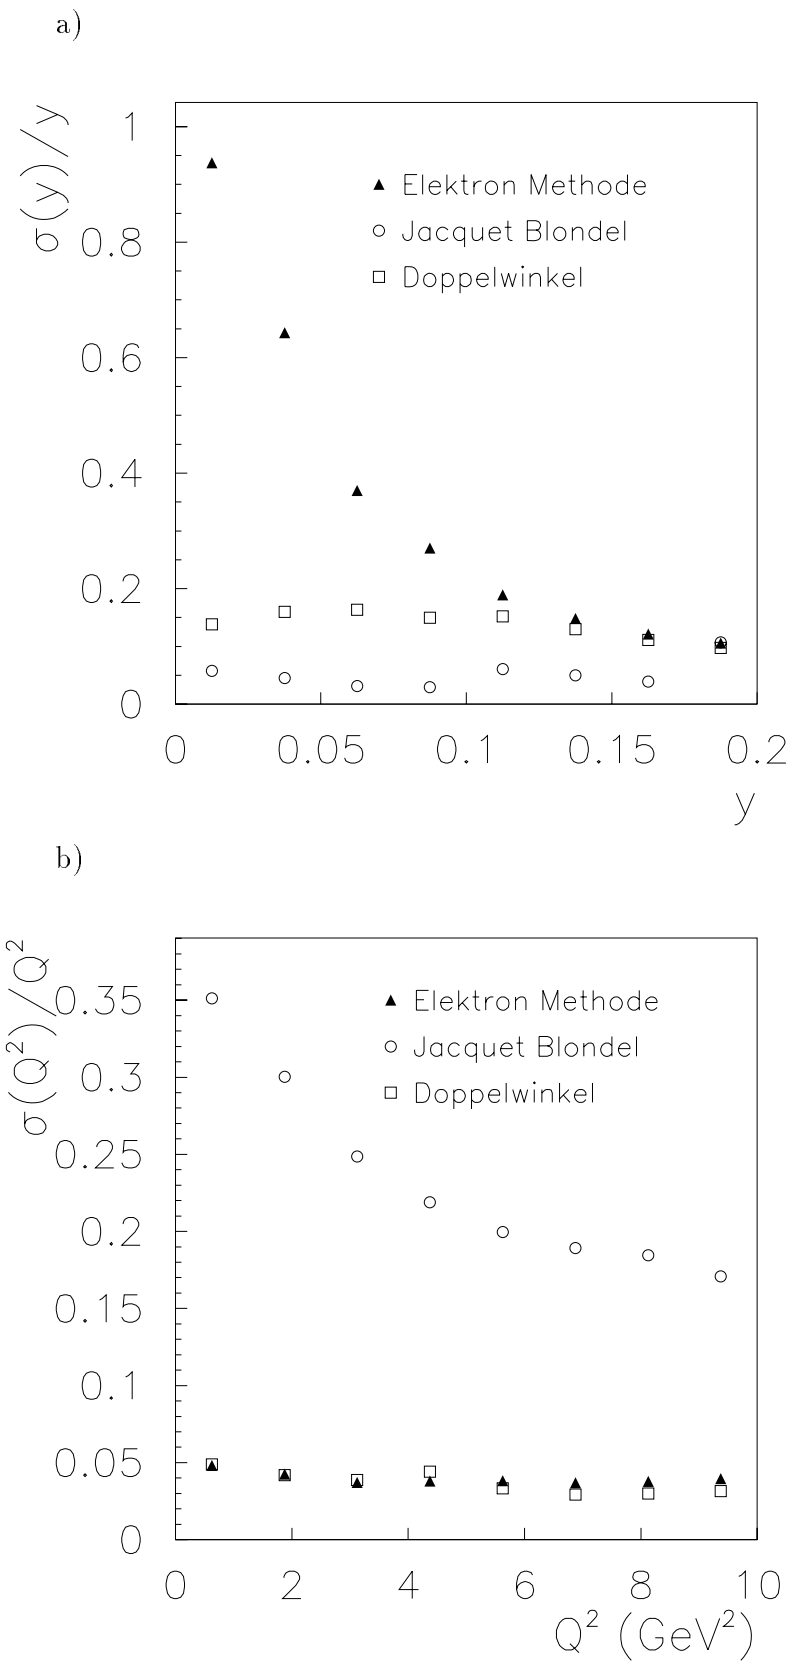 a)
σ(y)/y
1
0.8
0.6
0.4
0.2
0
Elektron Methode
Jacquet Blondel
Doppelwinkel
0 0.05 0.1 0.15 0.2
y
b)
σ(Q²)/Q²
0.35
0.3
0.25
0.2
0.15
0.1
0.05
0
Elektron Methode
Jacquet Blondel
Doppelwinkel
0 2 4 6 8 10
Q² (GeV²)